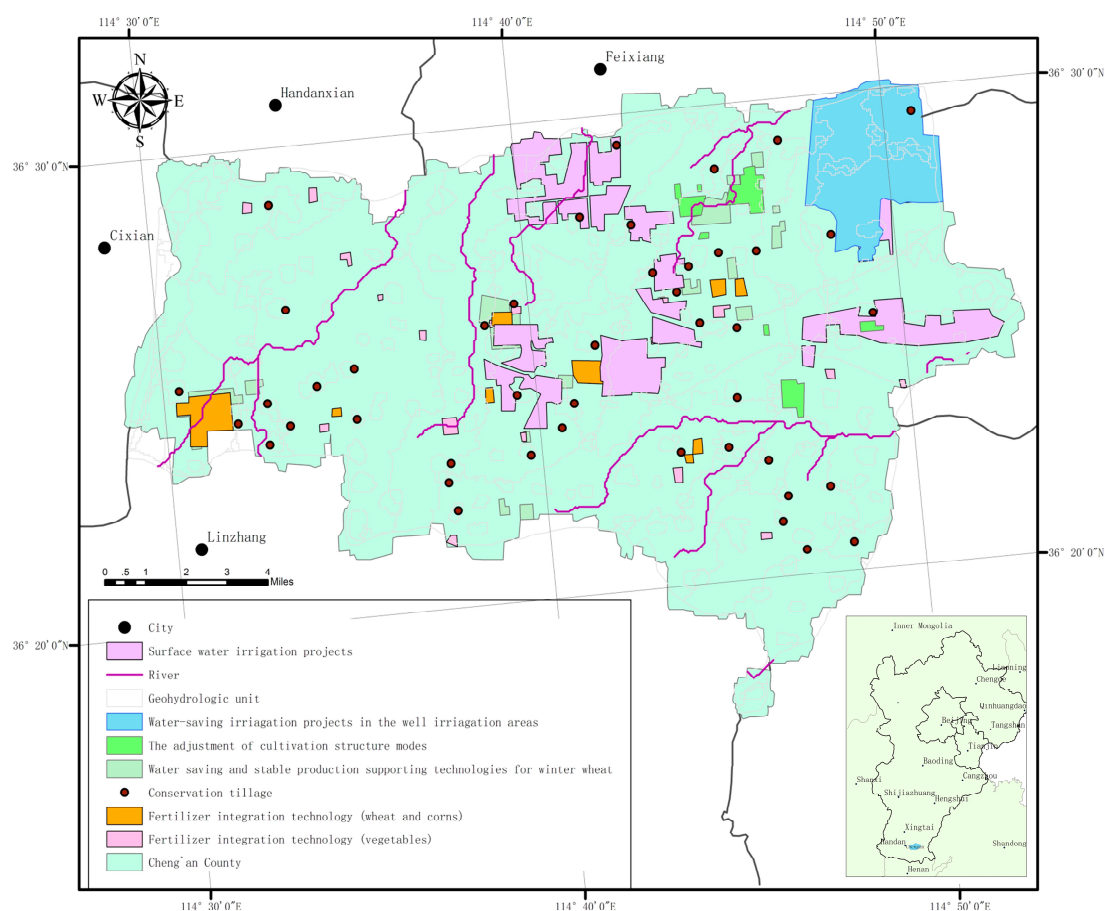 114° 30'0"E
114° 40'0"E
114° 50'0"E
Feixiang
36° 30'0"N
N
Handanxian
W
E
S
36° 30'0"N
Cixian
Linzhang
36° 20'0"N
0 .5 1 2 3 4
Miles
City
Surface water irrigation projects
36° 20'0"N
River
Geohydrologic unit
Water-saving irriagation projects in the well irriagation areas
The adjustment of cultivation structure modes
Water saving and stable production supporting technologies for winter wheat
Conservation tillage
Fertilizer integration technology (wheat and corns)
Fertilizer integration technology (vegetables)
Cheng'an County
Inner Mongolia
Liaoning
Chengde
Qinhuangdao
Beijing
Tangshan
Tianjin
Baoding
Cangzhou
Shanxi
Shijiazhuang
Hengshui
Xingtai
Handan
Shandong
Henan
114° 30'0"E
114° 40'0"E
114° 50'0"E